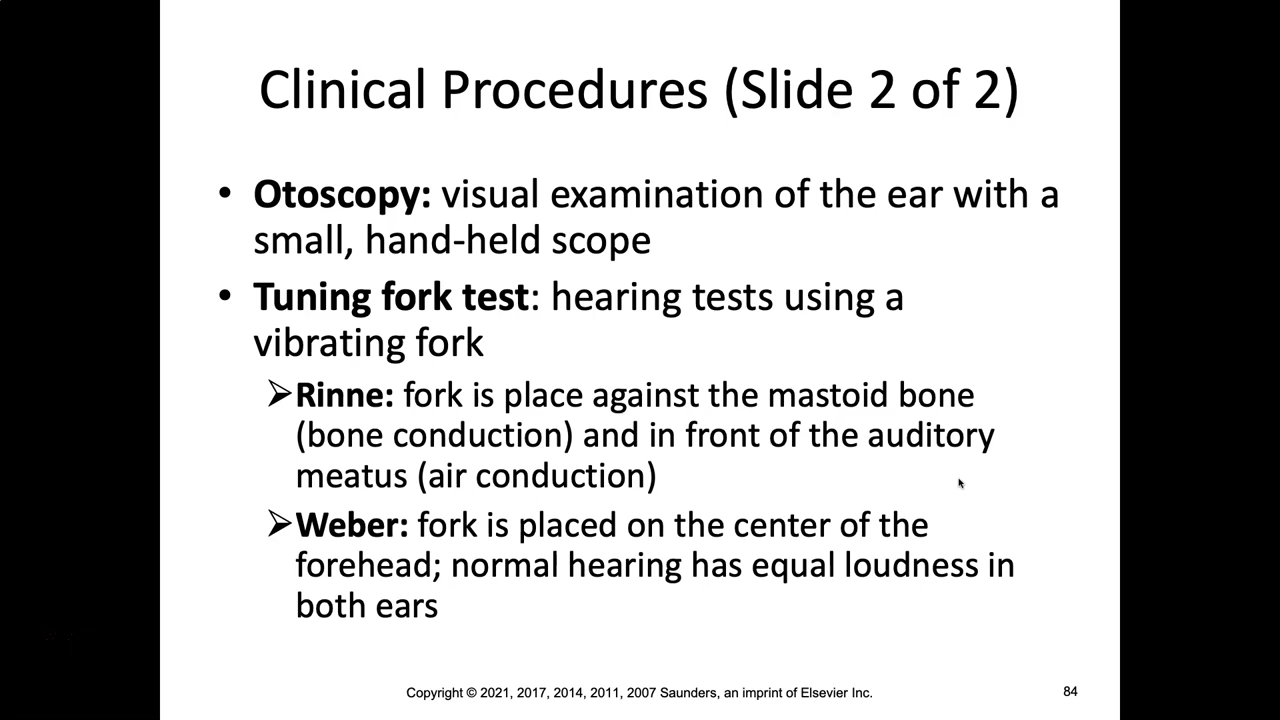 Clinical Procedures (Slide 2 of 2)
• Otoscopy: visual examination of the ear with a
small, hand-held scope
• Tuning fork test: hearing tests using a
vibrating fork
➢Rinne: fork is place against the mastoid bone
(bone conduction) and in front of the auditory
meatus (air conduction)
➢Weber: fork is placed on the center of the
forehead; normal hearing has equal loudness in
both ears
Copyright © 2021, 2017, 2014, 2011, 2007 Saunders, an imprint of Elsevier Inc.
84